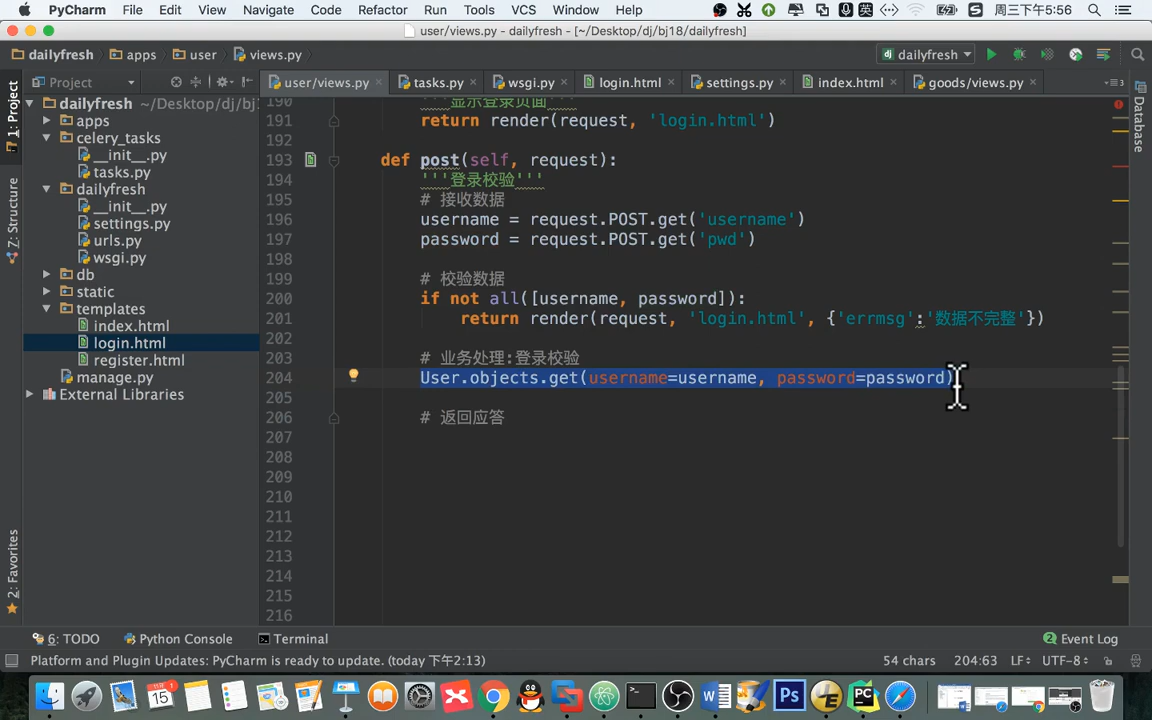 PyCharm File Edit View Navigate Code Refactor Run Tools VCS Window Help 英 周三下午5:56
user/views.py - dailyfresh - [~/Desktop/dj/bj18/dailyfresh]
dailyfresh apps user views.py dailyfresh
Project user/views.py tasks.py wsgi.py login.html settings.py index.html goods/views.py
1: Project
7: Structure
2: Favorites
Database
dailyfresh ~/Desktop/dj/bj
apps
celery_tasks
__init__.py
tasks.py
dailyfresh
__init__.py
settings.py
urls.py
wsgi.py
db
static
templates
index.html
login.html
register.html
manage.py
External Libraries
190 '''显示登录页面'''
191 return render(request, 'login.html')
192
193 def post(self, request):
194 '''登录校验'''
195 # 接收数据
196 username = request.POST.get('username')
197 password = request.POST.get('pwd')
198
199 # 校验数据
200 if not all([username, password]):
201 return render(request, 'login.html', {'errmsg':'数据不完整'})
202
203 # 业务处理:登录校验
204 User.objects.get(username=username, password=password)
205
206 # 返回应答
207
208
209
210
211
212
213
214
215
216
6: TODO Python Console Terminal 2 Event Log
Platform and Plugin Updates: PyCharm is ready to update. (today 下午2:13) 54 chars 204:63 LF UTF-8